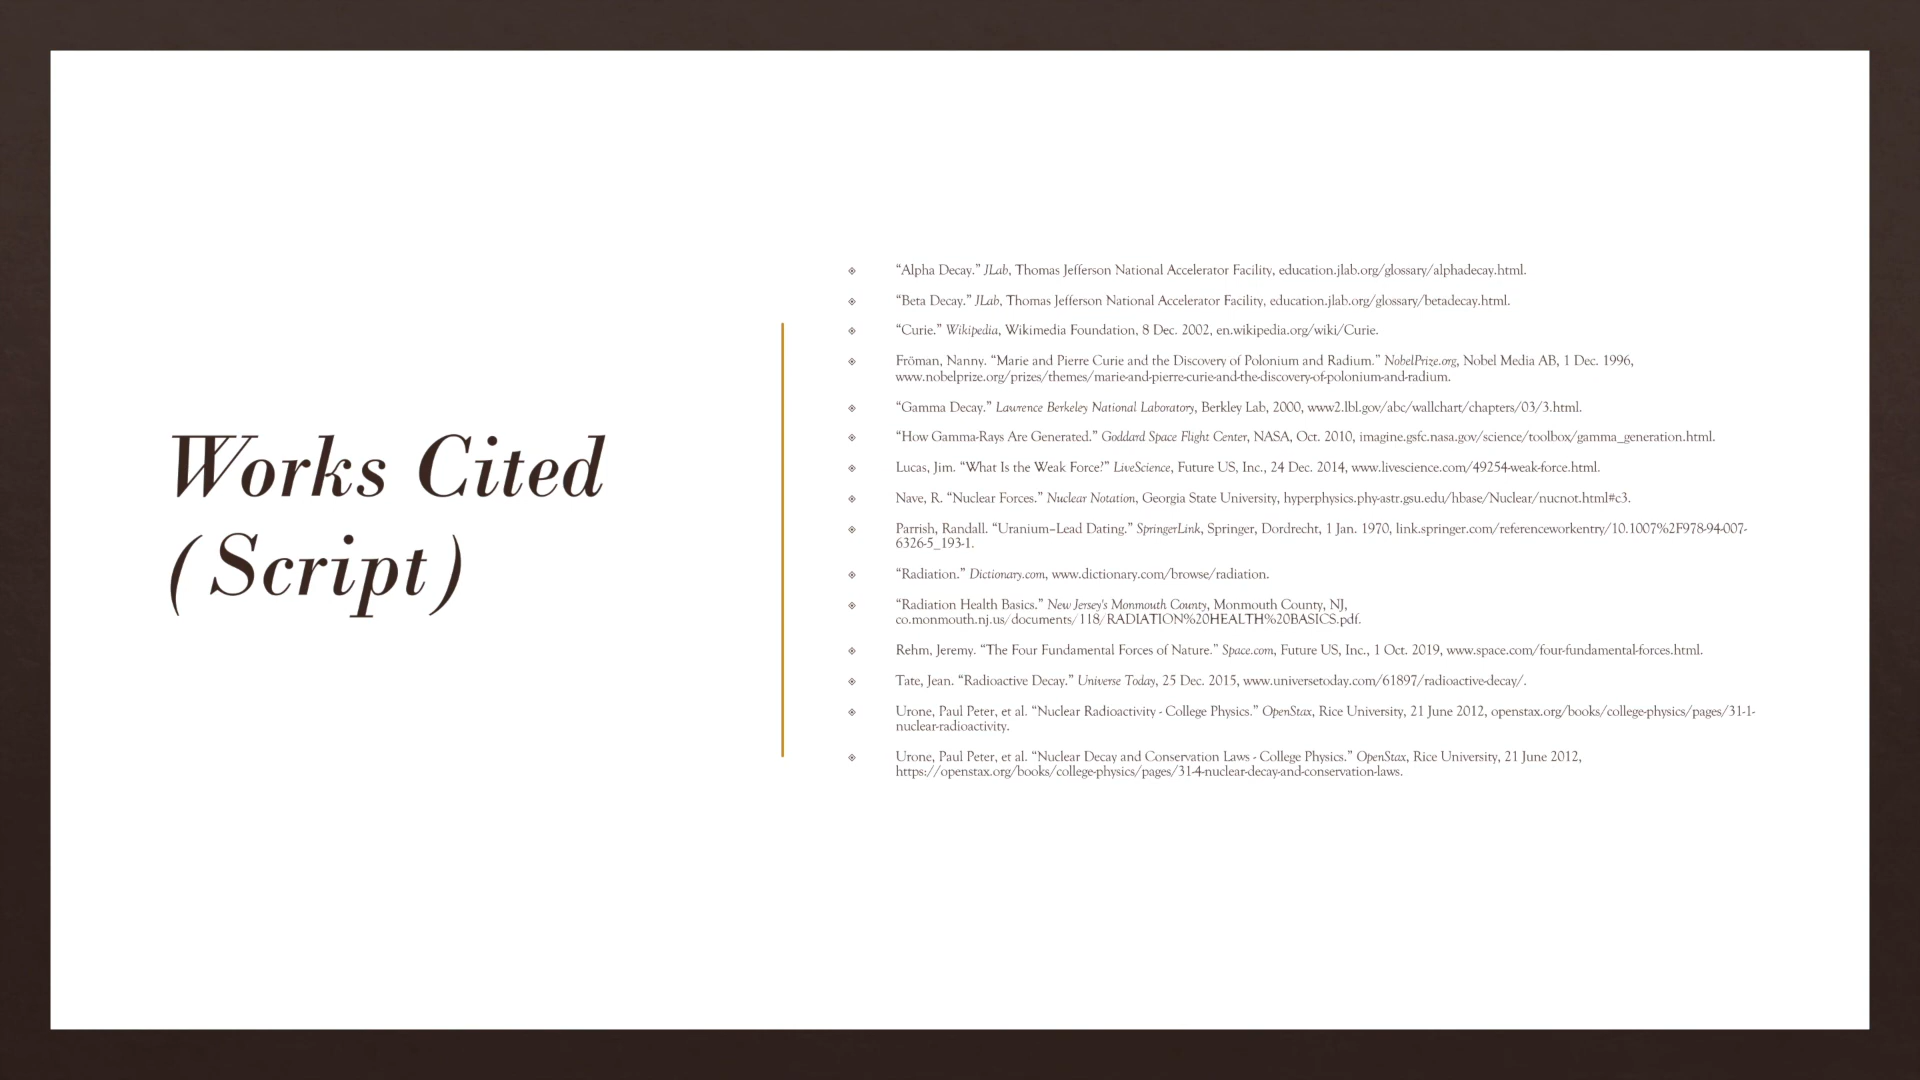 Works Cited
(Script)
“Alpha Decay.” JLab, Thomas Jefferson National Accelerator Facility, education.jlab.org/glossary/alphadecay.html.
“Beta Decay.” JLab, Thomas Jefferson National Accelerator Facility, education.jlab.org/glossary/betadecay.html.
“Curie.” Wikipedia, Wikimedia Foundation, 8 Dec. 2002, en.wikipedia.org/wiki/Curie.
Fröman, Nanny. “Marie and Pierre Curie and the Discovery of Polonium and Radium.” NobelPrize.org, Nobel Media AB, 1 Dec. 1996,
www.nobelprize.org/prizes/themes/marie-and-pierre-curie-and-the-discovery-of-polonium-and-radium.
“Gamma Decay.” Lawrence Berkeley National Laboratory, Berkley Lab, 2000, www2.lbl.gov/abc/wallchart/chapters/03/3.html.
“How Gamma-Rays Are Generated.” Goddard Space Flight Center, NASA, Oct. 2010, imagine.gsfc.nasa.gov/science/toolbox/gamma_generation.html.
Lucas, Jim. “What Is the Weak Force?” LiveScience, Future US, Inc., 24 Dec. 2014, www.livescience.com/49254-weak-force.html.
Nave, R. “Nuclear Forces.” Nuclear Notation, Georgia State University, hyperphysics.phy-astr.gsu.edu/hbase/Nuclear/nucnot.html#c3.
Parrish, Randall. “Uranium–Lead Dating.” SpringerLink, Springer, Dordrecht, 1 Jan. 1970, link.springer.com/referenceworkentry/10.1007%2F978-94-007-
6326-5_193-1.
“Radiation.” Dictionary.com, www.dictionary.com/browse/radiation.
“Radiation Health Basics.” New Jersey's Monmouth County, Monmouth County, NJ,
co.monmouth.nj.us/documents/118/RADIATION%20HEALTH%20BASICS.pdf.
Rehm, Jeremy. “The Four Fundamental Forces of Nature.” Space.com, Future US, Inc., 1 Oct. 2019, www.space.com/four-fundamental-forces.html.
Tate, Jean. “Radioactive Decay.” Universe Today, 25 Dec. 2015, www.universetoday.com/61897/radioactive-decay/.
Urone, Paul Peter, et al. “Nuclear Radioactivity - College Physics.” OpenStax, Rice University, 21 June 2012, openstax.org/books/college-physics/pages/31-1-
nuclear-radioactivity.
Urone, Paul Peter, et al. “Nuclear Decay and Conservation Laws - College Physics.” OpenStax, Rice University, 21 June 2012,
https://openstax.org/books/college-physics/pages/31-4-nuclear-decay-and-conservation-laws.